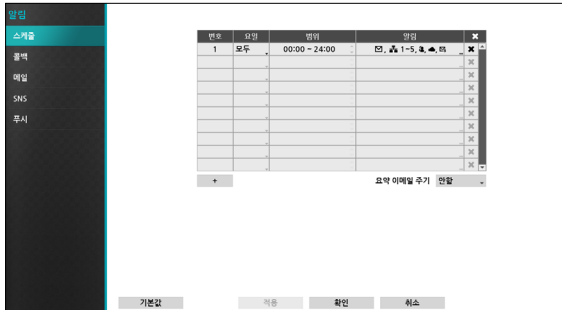 알림
스케줄
콜백
메일
SNS
푸시
번호 요일 범위 알림
1 모두 00:00 ~ 24:00 , 1~5, , ,
+ 요약 이메일 주기 안함
기본값 적용 확인 취소